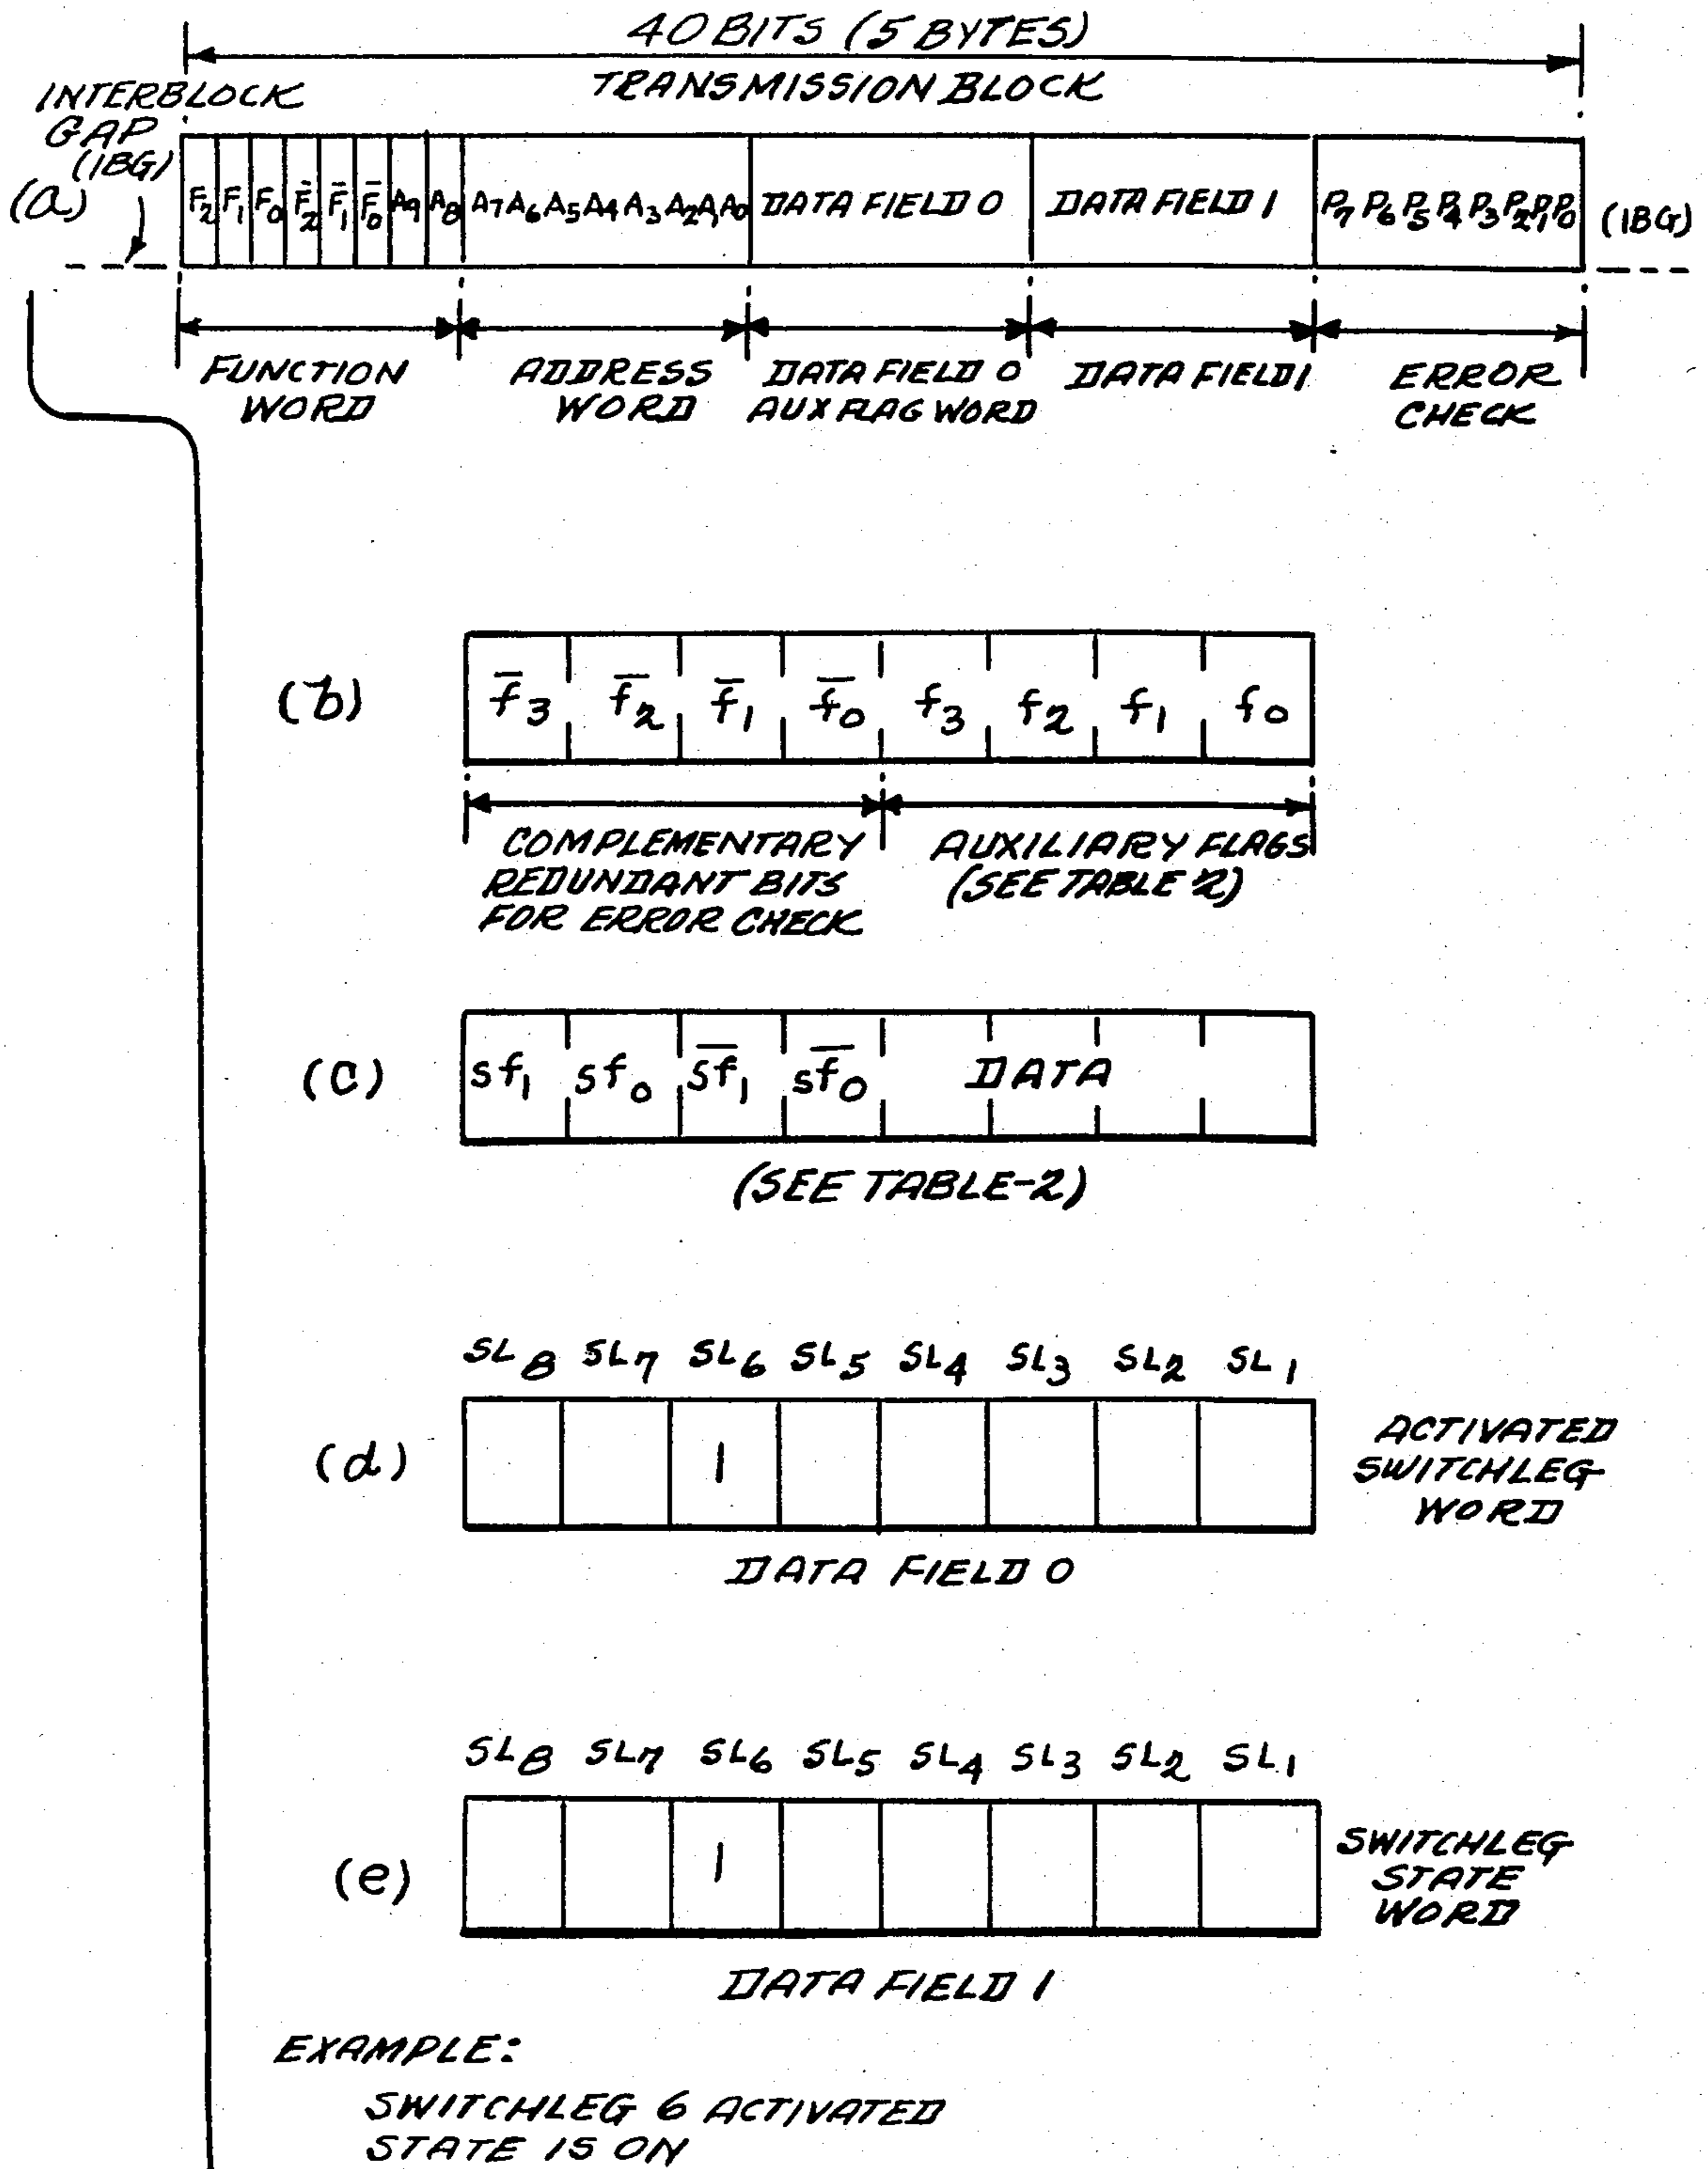 40 BITS (5 BYTES)
TRANSMISSION BLOCK
INTERBLOCK
GAP
(IBG)
(a) F₂ F₁ F₀ F̄₂ F̄₁ F̄₀ A₉ A₈ A₇ A₆ A₅ A₄ A₃ A₂ A₁ A₀ DATA FIELD 0 DATA FIELD 1 P₇ P₆ P₅ P₄ P₃ P₂ P₁ P₀ (IBG)
FUNCTION WORD
ADDRESS WORD
DATA FIELD 0
AUX FLAG WORD
DATA FIELD 1
ERROR CHECK
(b) f̄₃ f̄₂ f̄₁ f̄₀ f₃ f₂ f₁ f₀
COMPLEMENTARY
REDUNDANT BITS
FOR ERROR CHECK
AUXILIARY FLAGS
(SEE TABLE 2)
(c) sf₁ sf₀ s̄f̄₁ s̄f̄₀ DATA
(SEE TABLE-2)
SL₈ SL₇ SL₆ SL₅ SL₄ SL₃ SL₂ SL₁
(d) 1
ACTIVATED
SWITCHLEG
WORD
DATA FIELD 0
SL₈ SL₇ SL₆ SL₅ SL₄ SL₃ SL₂ SL₁
(e) 1
SWITCHLEG
STATE
WORD
DATA FIELD 1
EXAMPLE:
SWITCHLEG 6 ACTIVATED
STATE IS ON